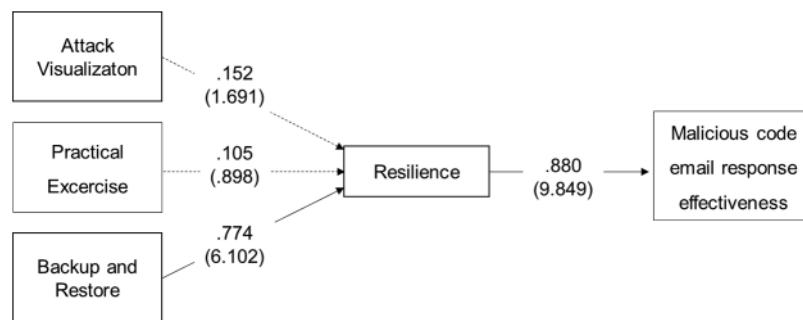 Attack
Visualizaton
.152
(1.691)
Practical
Excercise
.105
(.898)
Resilience
.880
(9.849)
Malicious code
email response
effectiveness
.774
(6.102)
Backup and
Restore